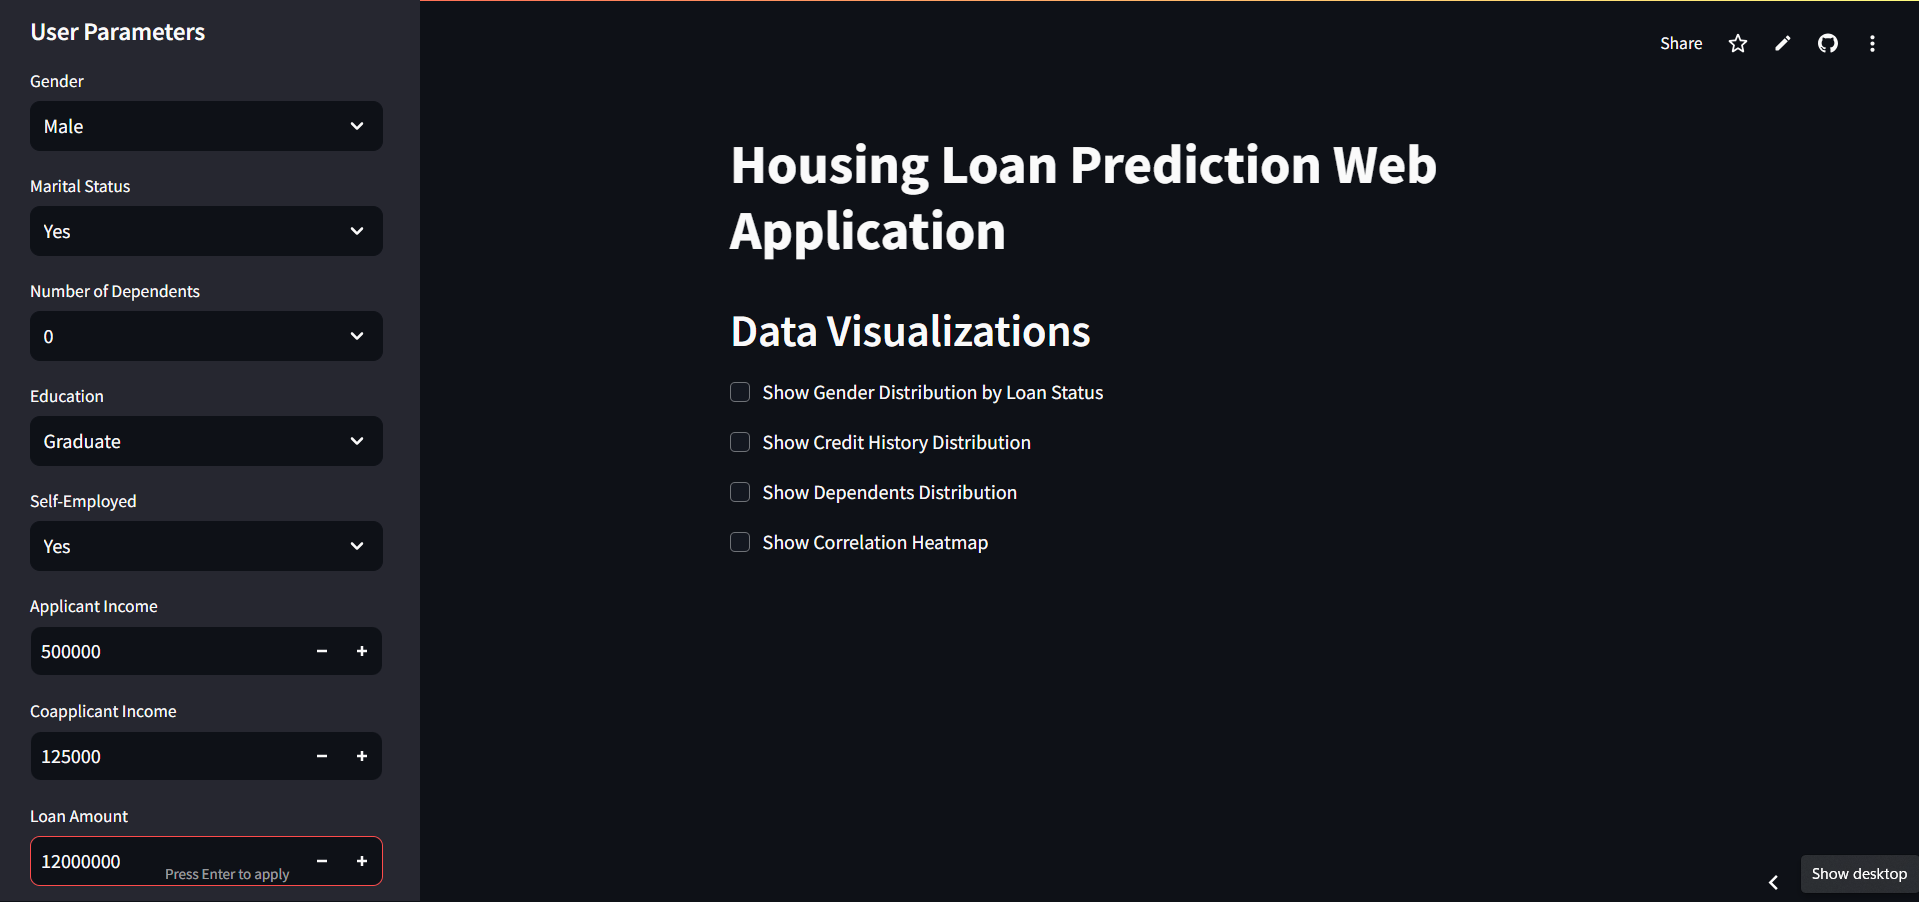 User Parameters
Gender
Male
Marital Status
Yes
Number of Dependents
0
Education
Graduate
Self-Employed
Yes
Applicant Income
500000
Coapplicant Income
125000
Loan Amount
12000000
Press Enter to apply
Share
Housing Loan Prediction Web
Application
Data Visualizations
Show Gender Distribution by Loan Status
Show Credit History Distribution
Show Dependents Distribution
Show Correlation Heatmap
Show desktop